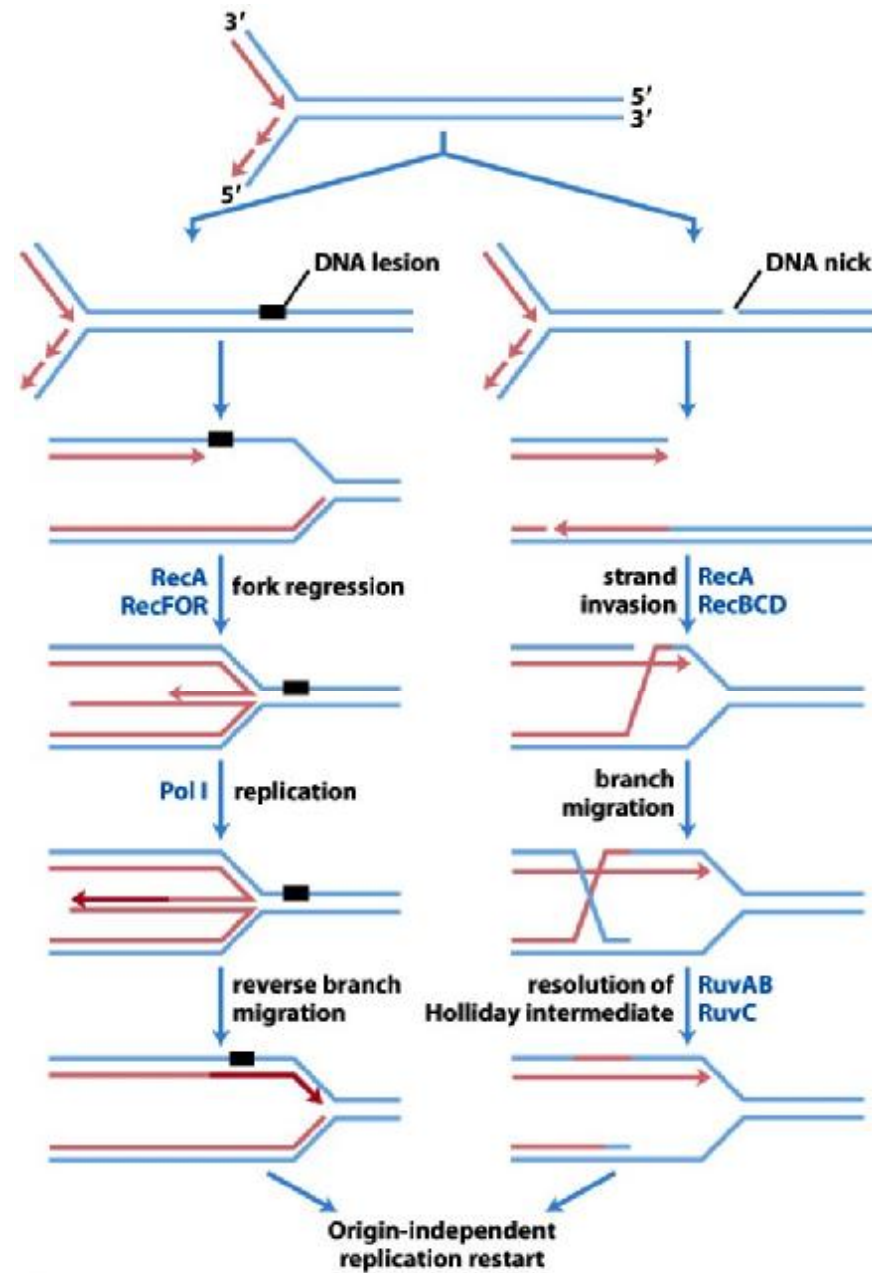 3′
5′
3′
5′
DNA lesion
DNA nick
RecA
RecFOR
fork regression
strand
invasion
RecA
RecBCD
Pol I
replication
branch
migration
reverse branch
migration
resolution of
Holliday intermediate
RuvAB
RuvC
Origin-independent
replication restart